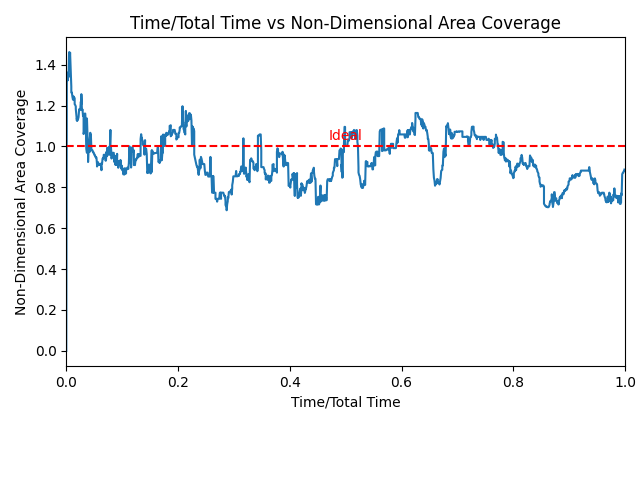 Time/Total Time vs Non-Dimensional Area Coverage
Non-Dimensional Area Coverage
1.4
1.2
1.0
0.8
0.6
0.4
0.2
0.0
Ideal
0.0 0.2 0.4 0.6 0.8 1.0
Time/Total Time